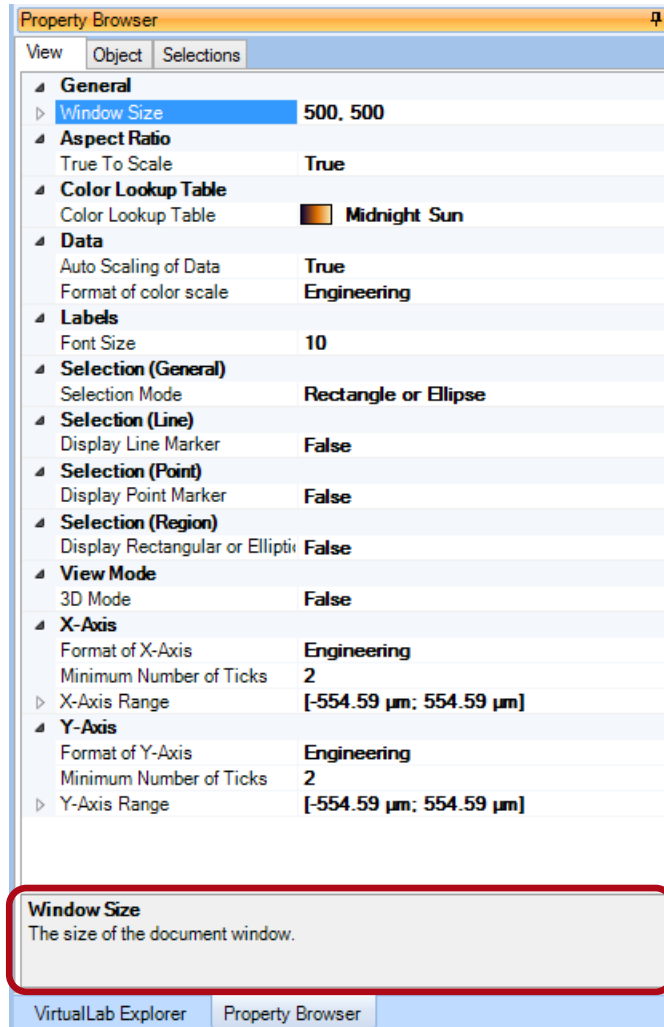 Property Browser
View Object Selections
General
Window Size 500, 500
Aspect Ratio
True To Scale True
Color Lookup Table
Color Lookup Table Midnight Sun
Data
Auto Scaling of Data True
Format of color scale Engineering
Labels
Font Size 10
Selection (General)
Selection Mode Rectangle or Ellipse
Selection (Line)
Display Line Marker False
Selection (Point)
Display Point Marker False
Selection (Region)
Display Rectangular or Elliptic False
View Mode
3D Mode False
X-Axis
Format of X-Axis Engineering
Minimum Number of Ticks 2
X-Axis Range [-554.59 µm; 554.59 µm]
Y-Axis
Format of Y-Axis Engineering
Minimum Number of Ticks 2
Y-Axis Range [-554.59 µm; 554.59 µm]
Window Size
The size of the document window.
VirtualLab Explorer Property Browser